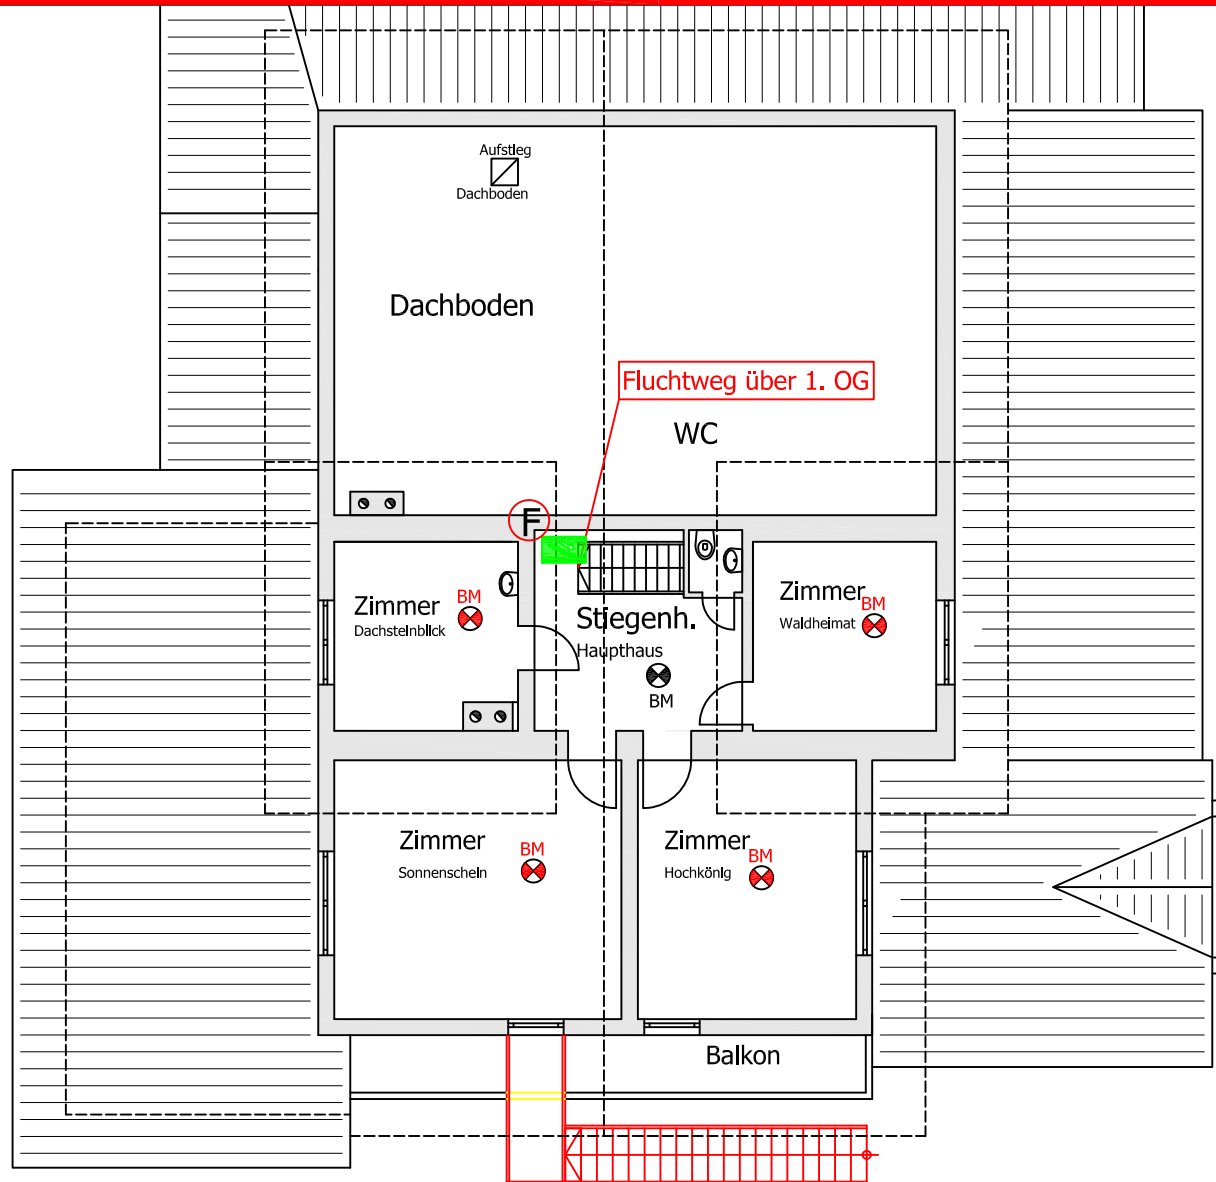 Aufstieg
Dachboden
Dachboden
Fluchtweg über 1. OG
WC
F
Zimmer
BM
Dachsteinblick
Stiegenh.
Haupthaus
BM
Zimmer
BM
Waldheimat
Zimmer
BM
Sonnenschein
Zimmer
BM
Hochkönig
Balkon